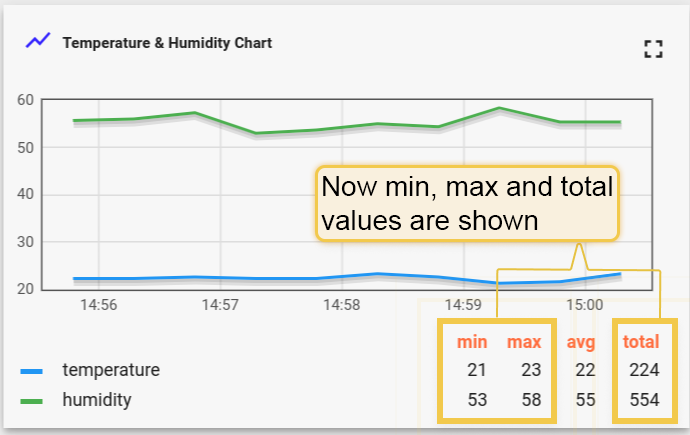 Temperature & Humidity Chart
60
50
40
30
20
Now min, max and total
values are shown
14:56 14:57 14:58 14:59 15:00
min max avg total
temperature 21 23 22 224
humidity 53 58 55 554